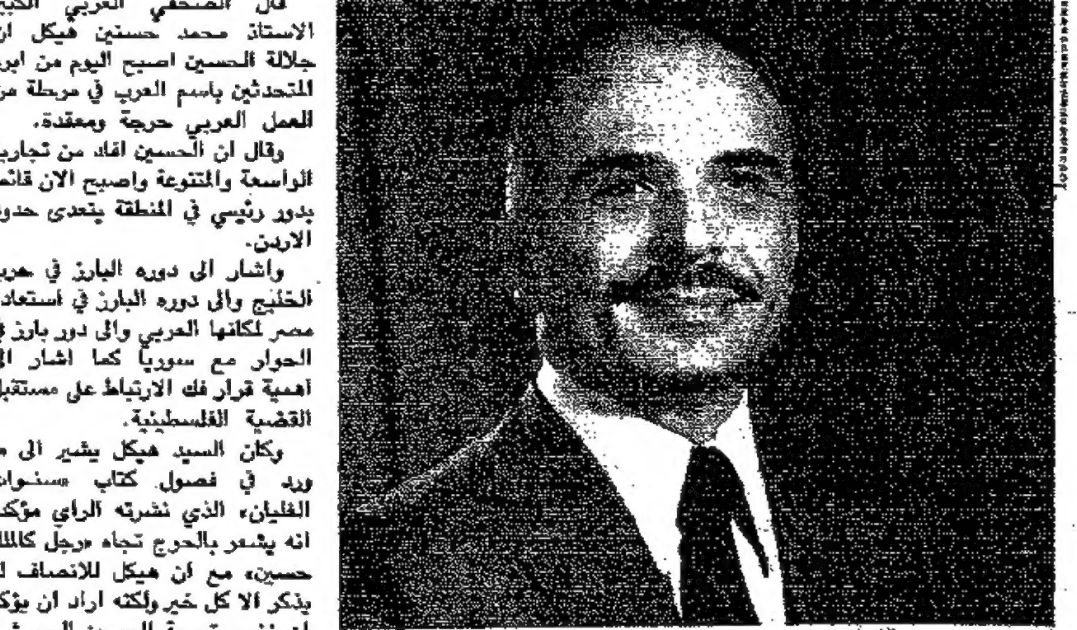 قال الصحفي العربي الكبير
الاستاذ محمد حسنين هيكل ان
جلالة الحسين اصبح اليوم من ابرز
المتحدثين باسم العرب في مرحلة من
العمل العربي حرجة ومعقدة.
وقال ان الحسين افاد من تجاربه
الواسعة والمتنوعة واصبح الان قائما
بدور رئيسي في المنطقة يتعدى حدود
الاردن.
واشار الى دوره البارز في حرب
الخليج والى دوره البارز في استعادة
مصر لمكانها العربي والى دور بارز في
الحوار مع سوريا كما اشار الى
اهمية قرار فك الارتباط على مستقبل
القضية الفلسطينية.
وكان السيد هيكل يشير الى ما
ورد في فصول كتاب «سنوات
الغليان» الذي نشرته الراي مؤكدا
انه يشعر بالحرج تجاه «رجل كالملك
حسين» مع ان هيكل للانصاف لم
يذكر الا كل خير ولكنه اراد ان يؤكد